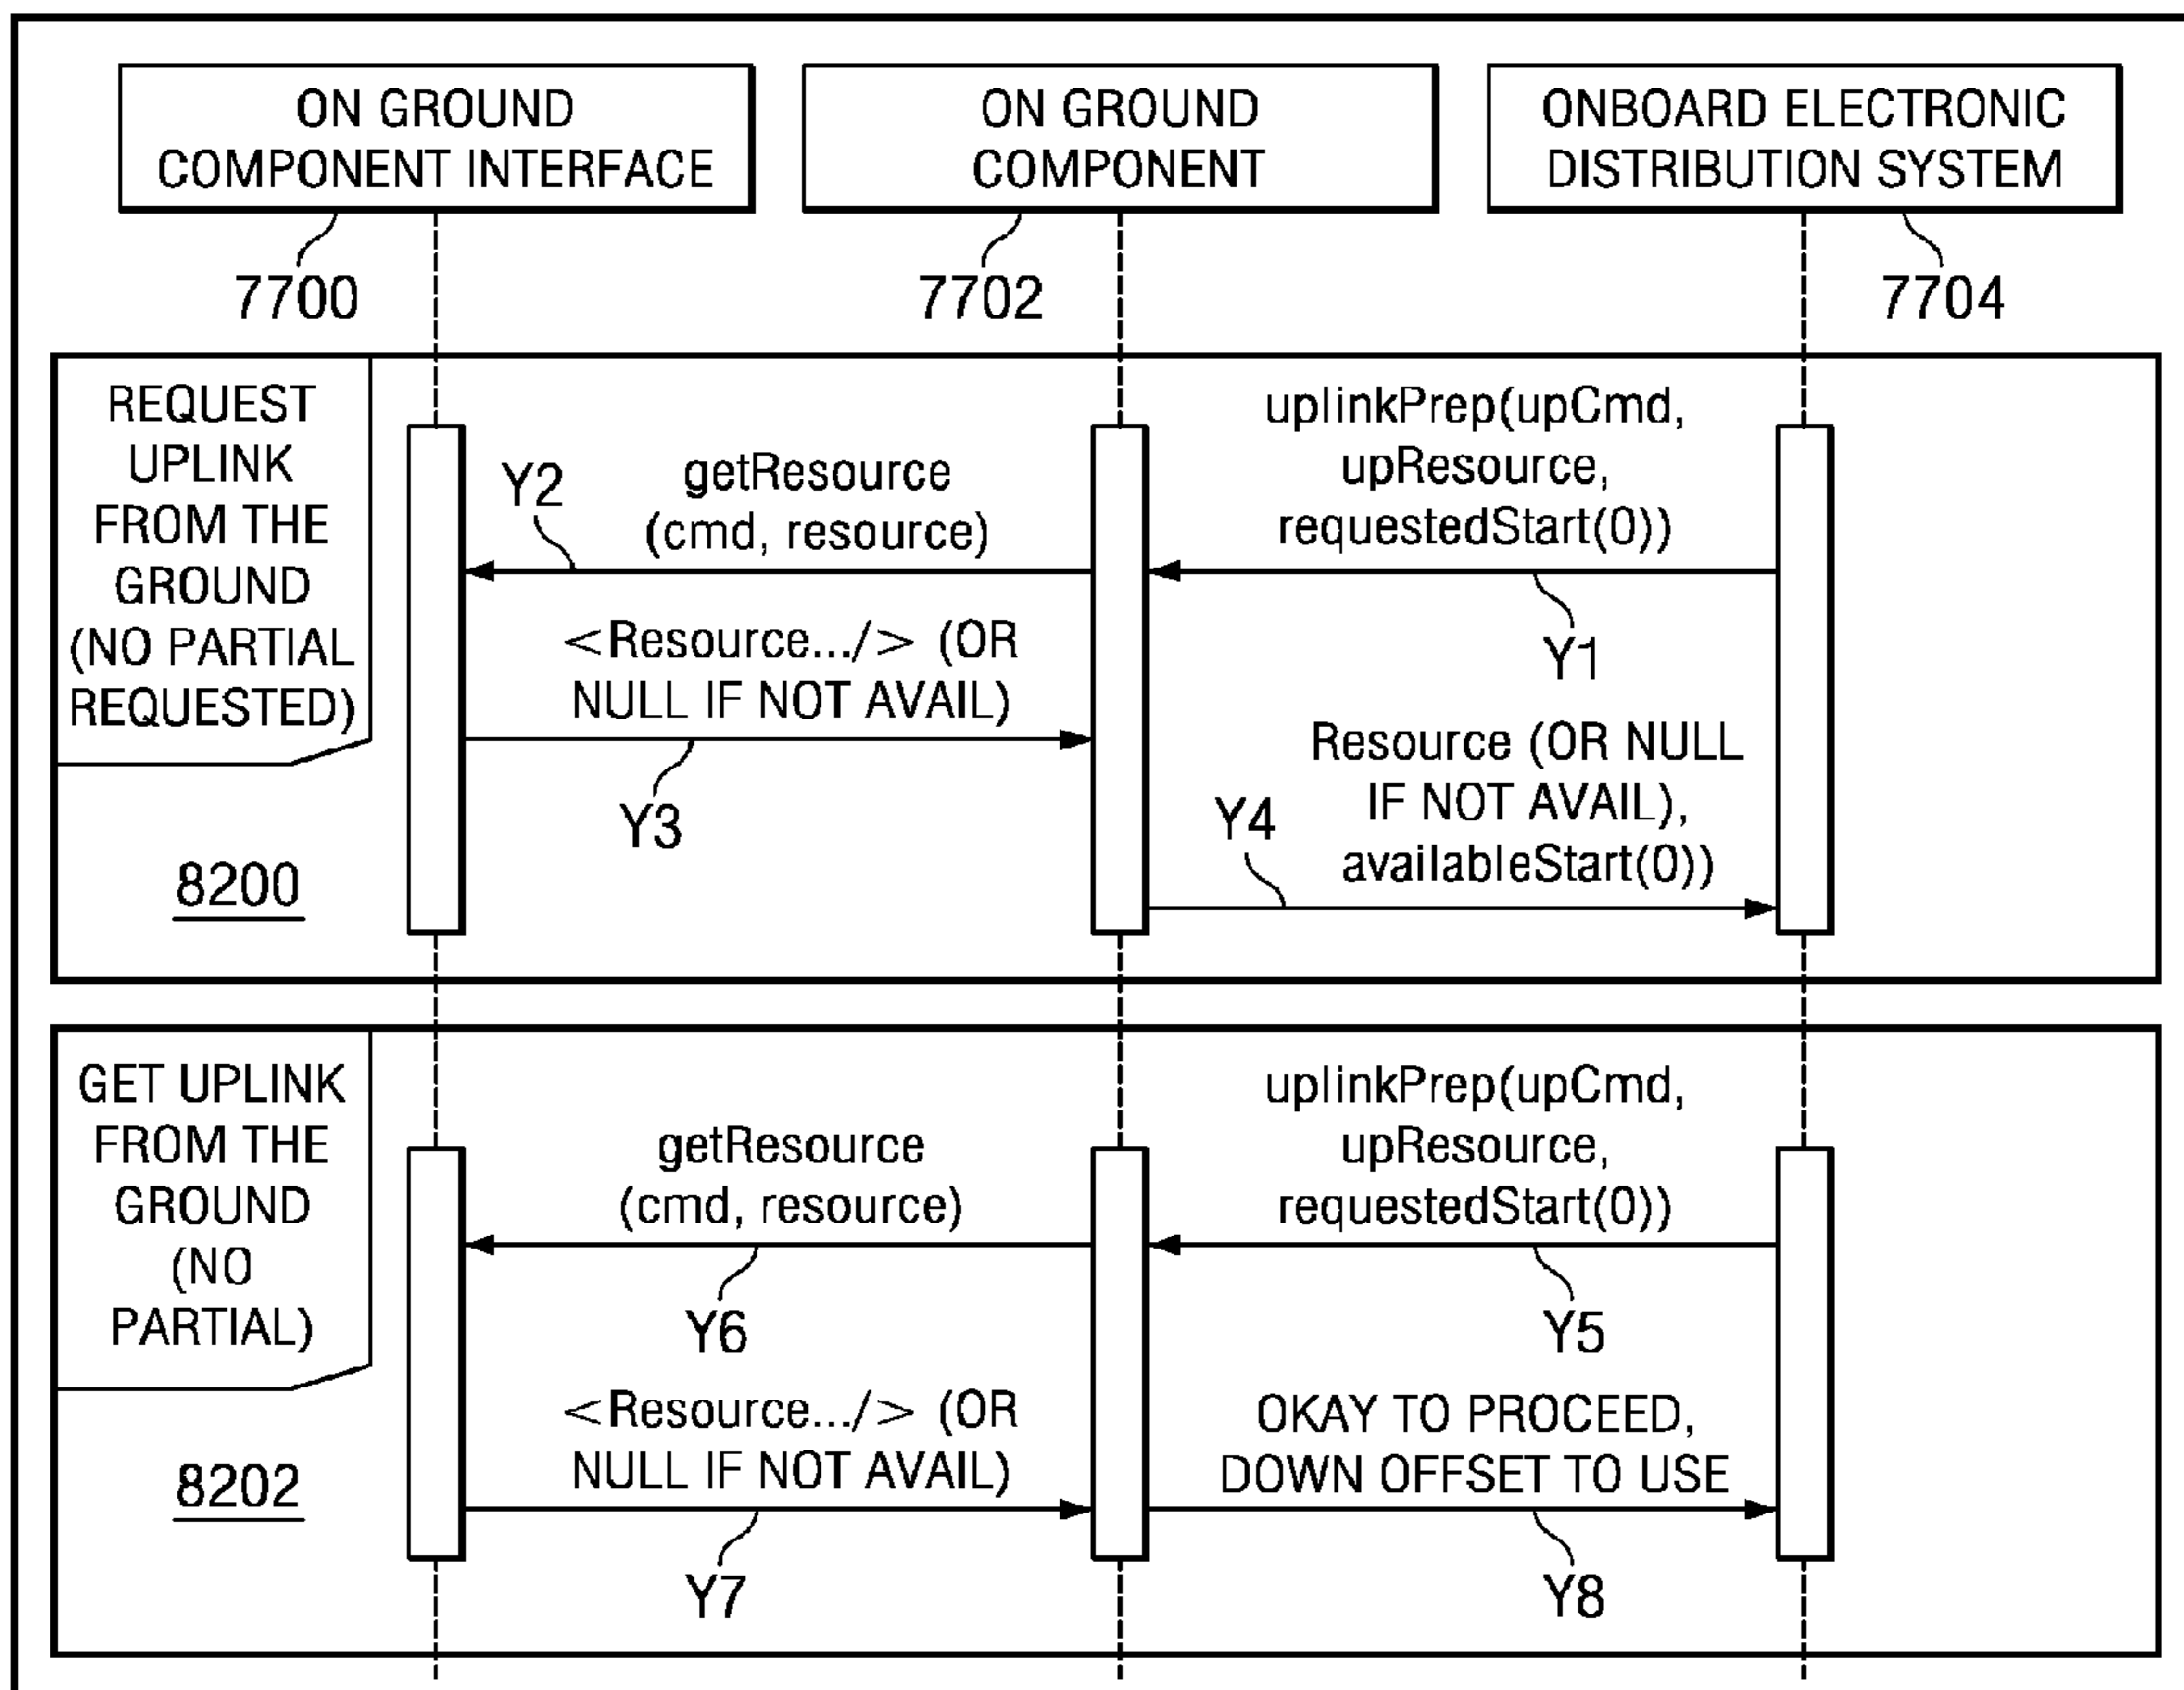 ON GROUND
COMPONENT INTERFACE
ON GROUND
COMPONENT
ONBOARD ELECTRONIC
DISTRIBUTION SYSTEM
7700
7702
7704
REQUEST
UPLINK
FROM THE
GROUND
(NO PARTIAL
REQUESTED)
8200
Y2
getResource
(cmd, resource)
uplinkPrep(upCmd,
upResource,
requestedStart(0))
Y1
<Resource.../> (OR
NULL IF NOT AVAIL)
Y3
Resource (OR NULL
IF NOT AVAIL),
availableStart(0))
Y4
GET UPLINK
FROM THE
GROUND
(NO
PARTIAL)
8202
getResource
(cmd, resource)
Y6
uplinkPrep(upCmd,
upResource,
requestedStart(0))
Y5
<Resource.../> (OR
NULL IF NOT AVAIL)
Y7
OKAY TO PROCEED,
DOWN OFFSET TO USE
Y8